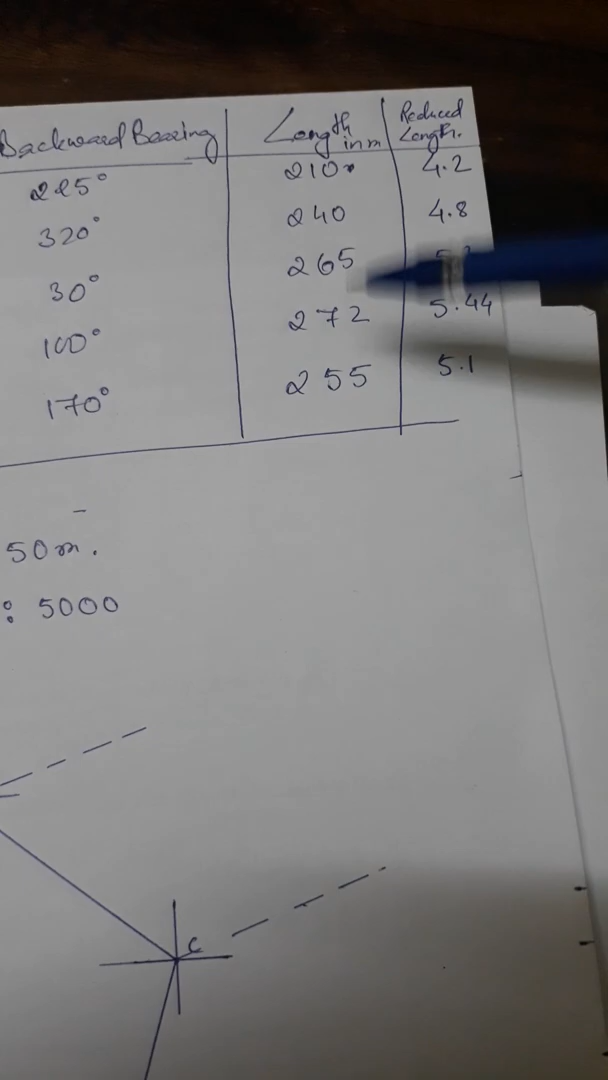 Backward Bearing Length in m Reduced Length.
225° 210 4.2
320° 240 4.8
30° 265
100° 272 5.44
170° 255 5.1
50m.
: 5000
C